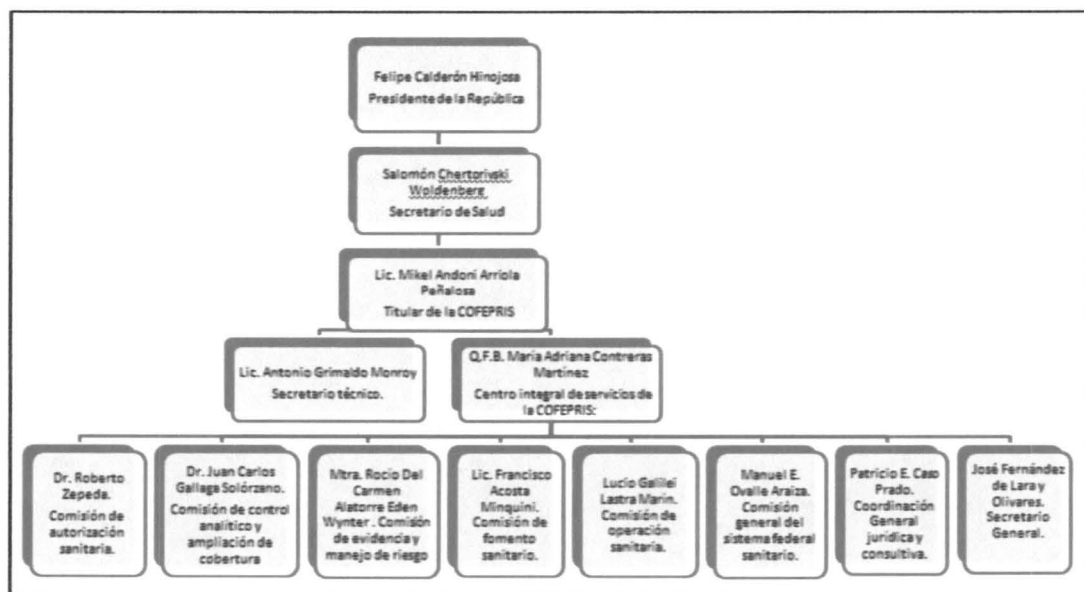 Felipe Calderón Hinojosa
Presidente de la República
Salomón Chertorivski
Woldenberg
Secretario de Salud
Lic. Mikel Andoni Arriola
Peñalosa
Titular de la COFEPRIS
Lic. Antonio Grimaldo Monroy
Secretario técnico.
Q.F.B. María Adriana Contreras
Martínez
Centro integral de servicios de
la COFEPRIS:
Dr. Roberto
Zepeda.
Comisión de
autorización
sanitaria.
Dr. Juan Carlos
Gallaga Solórzano.
Comisión de control
analítico y
ampliación de
cobertura
Mtra. Rocio Del
Carmen
Alatorre Eden
Wynter . Comisión
de evidencia y
manejo de riesgo
Lic. Francisco
Acosta
Minquini.
Comisión de
fomento
sanitario.
Lucio Galilei
Lastra Marin.
Comisión de
operación
sanitaria.
Manuel E.
Ovalle Araiza.
Comisión
general del
sistema federal
sanitario.
Patricio E. Caso
Prado.
Coordinación
General
jurídica y
consultiva.
José Fernández
de Lara y
Olivares.
Secretario
General.